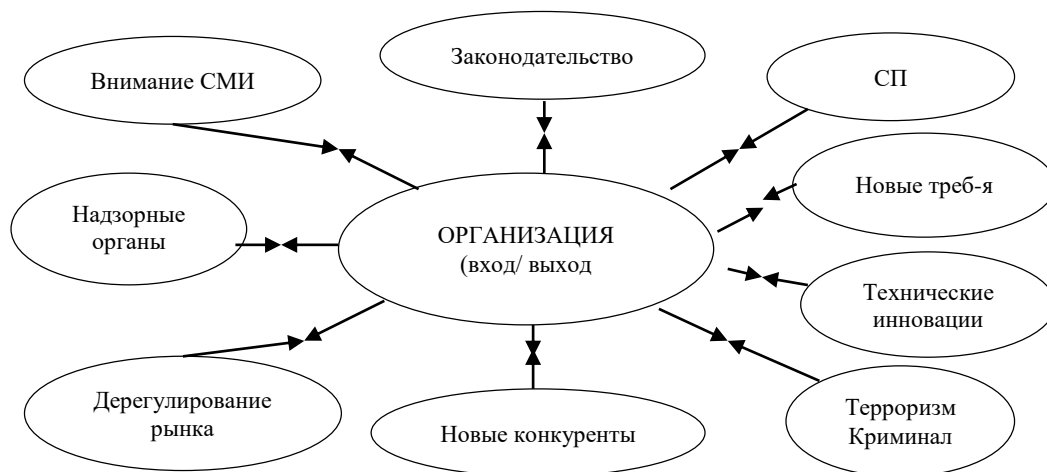 Внимание СМИ
Законодательство
СП
Новые треб-я
Надзорные
органы
ОРГАНИЗАЦИЯ
(вход/ выход
Технические
инновации
Дерегулирование
рынка
Новые конкуренты
Терроризм
Криминал